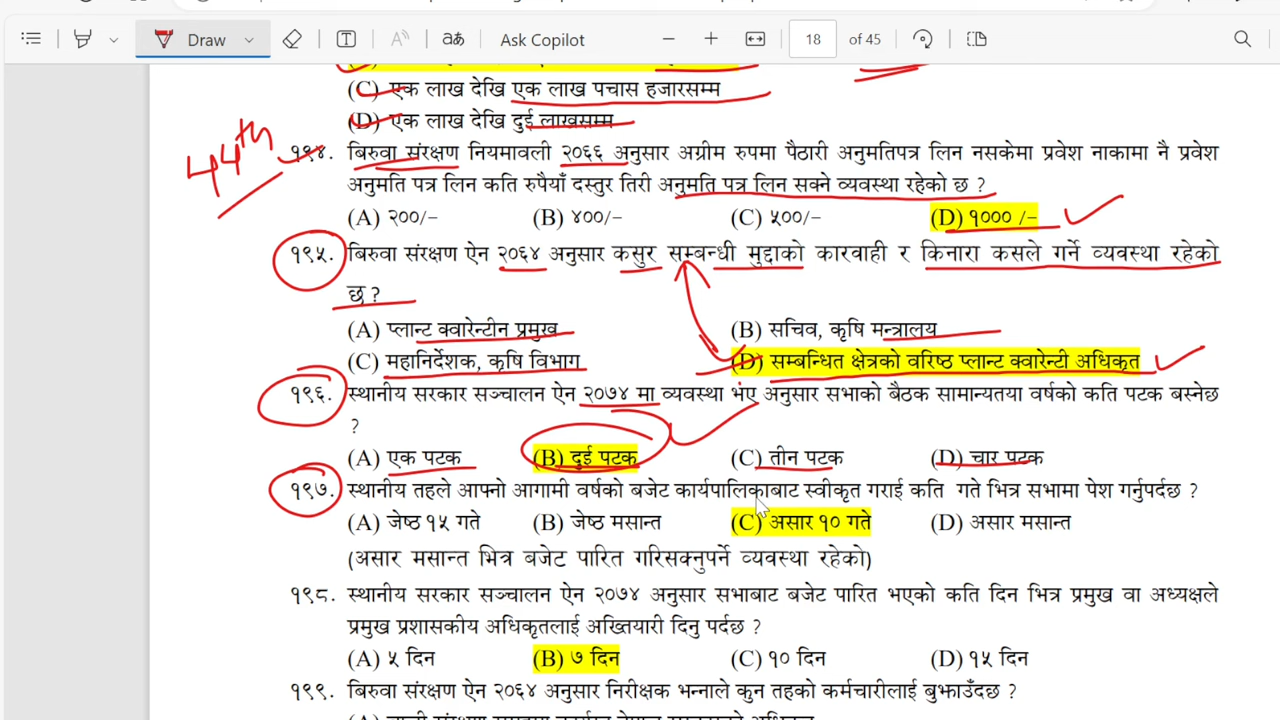 Draw
Ask Copilot
18 of 45
(C) एक लाख देखि एक लाख पचास हजारसम्म
(D) एक लाख देखि दुई लाखसम्म
44th
१९४. बिरुवा संरक्षण नियमावली २०६६ अनुसार अग्रीम रुपमा पैठारी अनुमतिपत्र लिन नसकेमा प्रवेश नाकामा नै प्रवेश
अनुमति पत्र लिन कति रुपैयाँ दस्तुर तिरी अनुमति पत्र लिन सक्ने व्यवस्था रहेको छ ?
(A) २००/- (B) ४००/- (C) ५००/- (D) १००० /-
१९५. बिरुवा संरक्षण ऐन २०६४ अनुसार कसुर सम्बन्धी मुद्दाको कारवाही र किनारा कसले गर्ने व्यवस्था रहेको
छ ?
(A) प्लान्ट क्वारेन्टीन प्रमुख (B) सचिव, कृषि मन्त्रालय
(C) महानिर्देशक, कृषि विभाग (D) सम्बन्धित क्षेत्रको वरिष्ठ प्लान्ट क्वारेन्टी अधिकृत
१९६. स्थानीय सरकार सञ्चालन ऐन २०७४ मा व्यवस्था भंए अनुसार सभाको बैठक सामान्यतया वर्षको कति पटक बस्नेछ
?
(A) एक पटक (B) दुई पटक (C) तीन पटक (D) चार पटक
१९७. स्थानीय तहले आफ्नो आगामी वर्षको बजेट कार्यपालिकाबाट स्वीकृत गराई कति गते भित्र सभामा पेश गर्नुपर्दछ ?
(A) जेष्ठ १५ गते (B) जेष्ठ मसान्त (C) असार १० गते (D) असार मसान्त
(असार मसान्त भित्र बजेट पारित गरिसक्नुपर्ने व्यवस्था रहेको)
१९८. स्थानीय सरकार सञ्चालन ऐन २०७४ अनुसार सभाबाट बजेट पारित भएको कति दिन भित्र प्रमुख वा अध्यक्षले
प्रमुख प्रशासकीय अधिकृतलाई अख्तियारी दिनु पर्दछ ?
(A) ५ दिन (B) ७ दिन (C) १० दिन (D) १५ दिन
१९९. बिरुवा संरक्षण ऐन २०६४ अनुसार निरीक्षक भन्नाले कुन तहको कर्मचारीलाई बुझाउँदछ ?